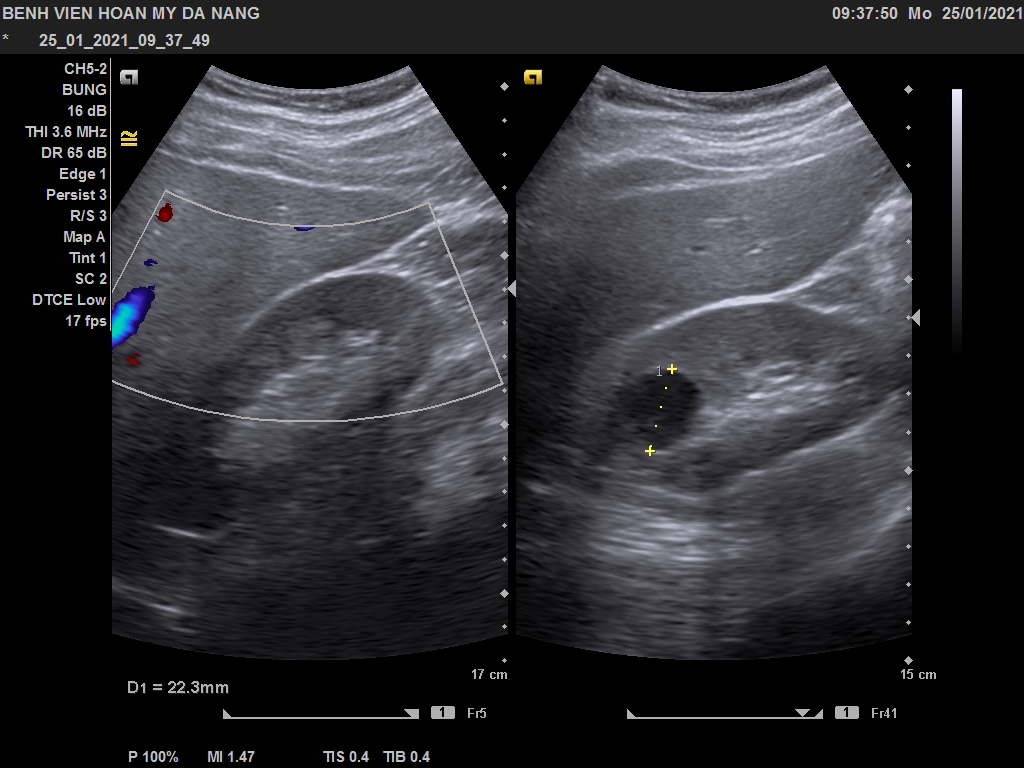 BENH VIEN HOAN MY DA NANG
09:37:50 Mo 25/01/2021
* 25_01_2021_09_37_49
CH5-2
BUNG
16 dB
THI 3.6 MHz
DR 65 dB
Edge 1
Persist 3
R/S 3
Map A
Tint 1
SC 2
DTCE Low
17 fps
1
17 cm
15 cm
D1 = 22.3mm
1 Fr5
1 Fr41
P 100% MI 1.47 TIS 0.4 TIB 0.4